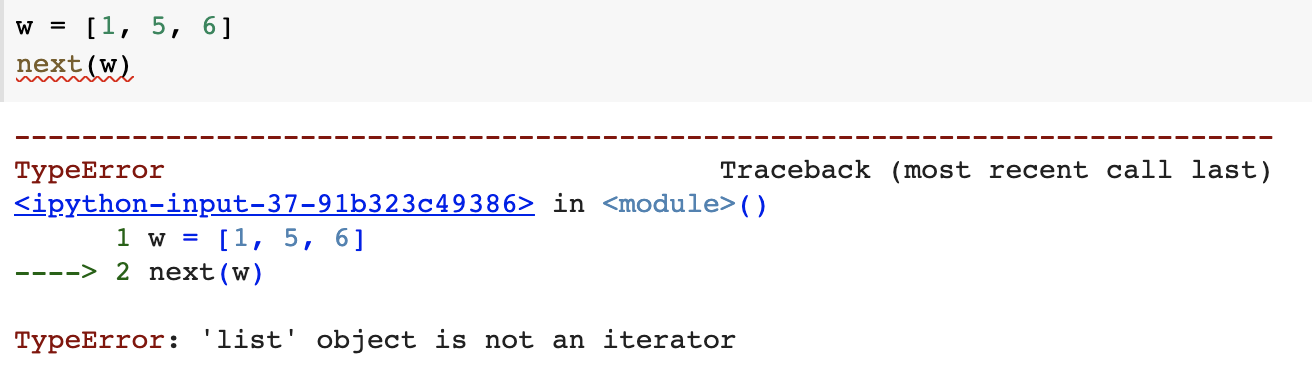 w = [1, 5, 6]
next(w)
---------------------------------------------------------------------------
TypeError                                 Traceback (most recent call last)
<ipython-input-37-91b323c49386> in <module>()
      1 w = [1, 5, 6]
----> 2 next(w)
TypeError: 'list' object is not an iterator